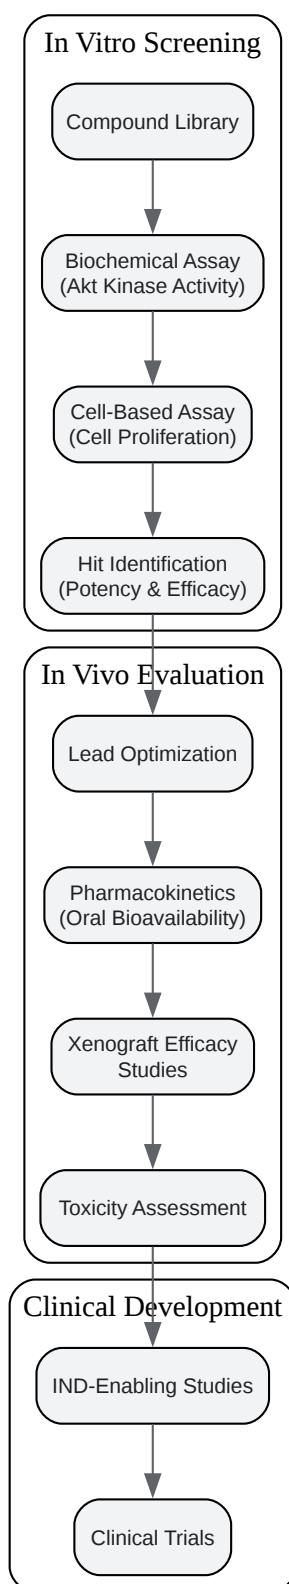 In Vitro Screening
Compound Library
Biochemical Assay
(Akt Kinase Activity)
Cell-Based Assay
(Cell Proliferation)
Hit Identification
(Potency & Efficacy)
In Vivo Evaluation
Lead Optimization
Pharmacokinetics
(Oral Bioavailability)
Xenograft Efficacy
Studies
Toxicity Assessment
Clinical Development
IND-Enabling Studies
Clinical Trials